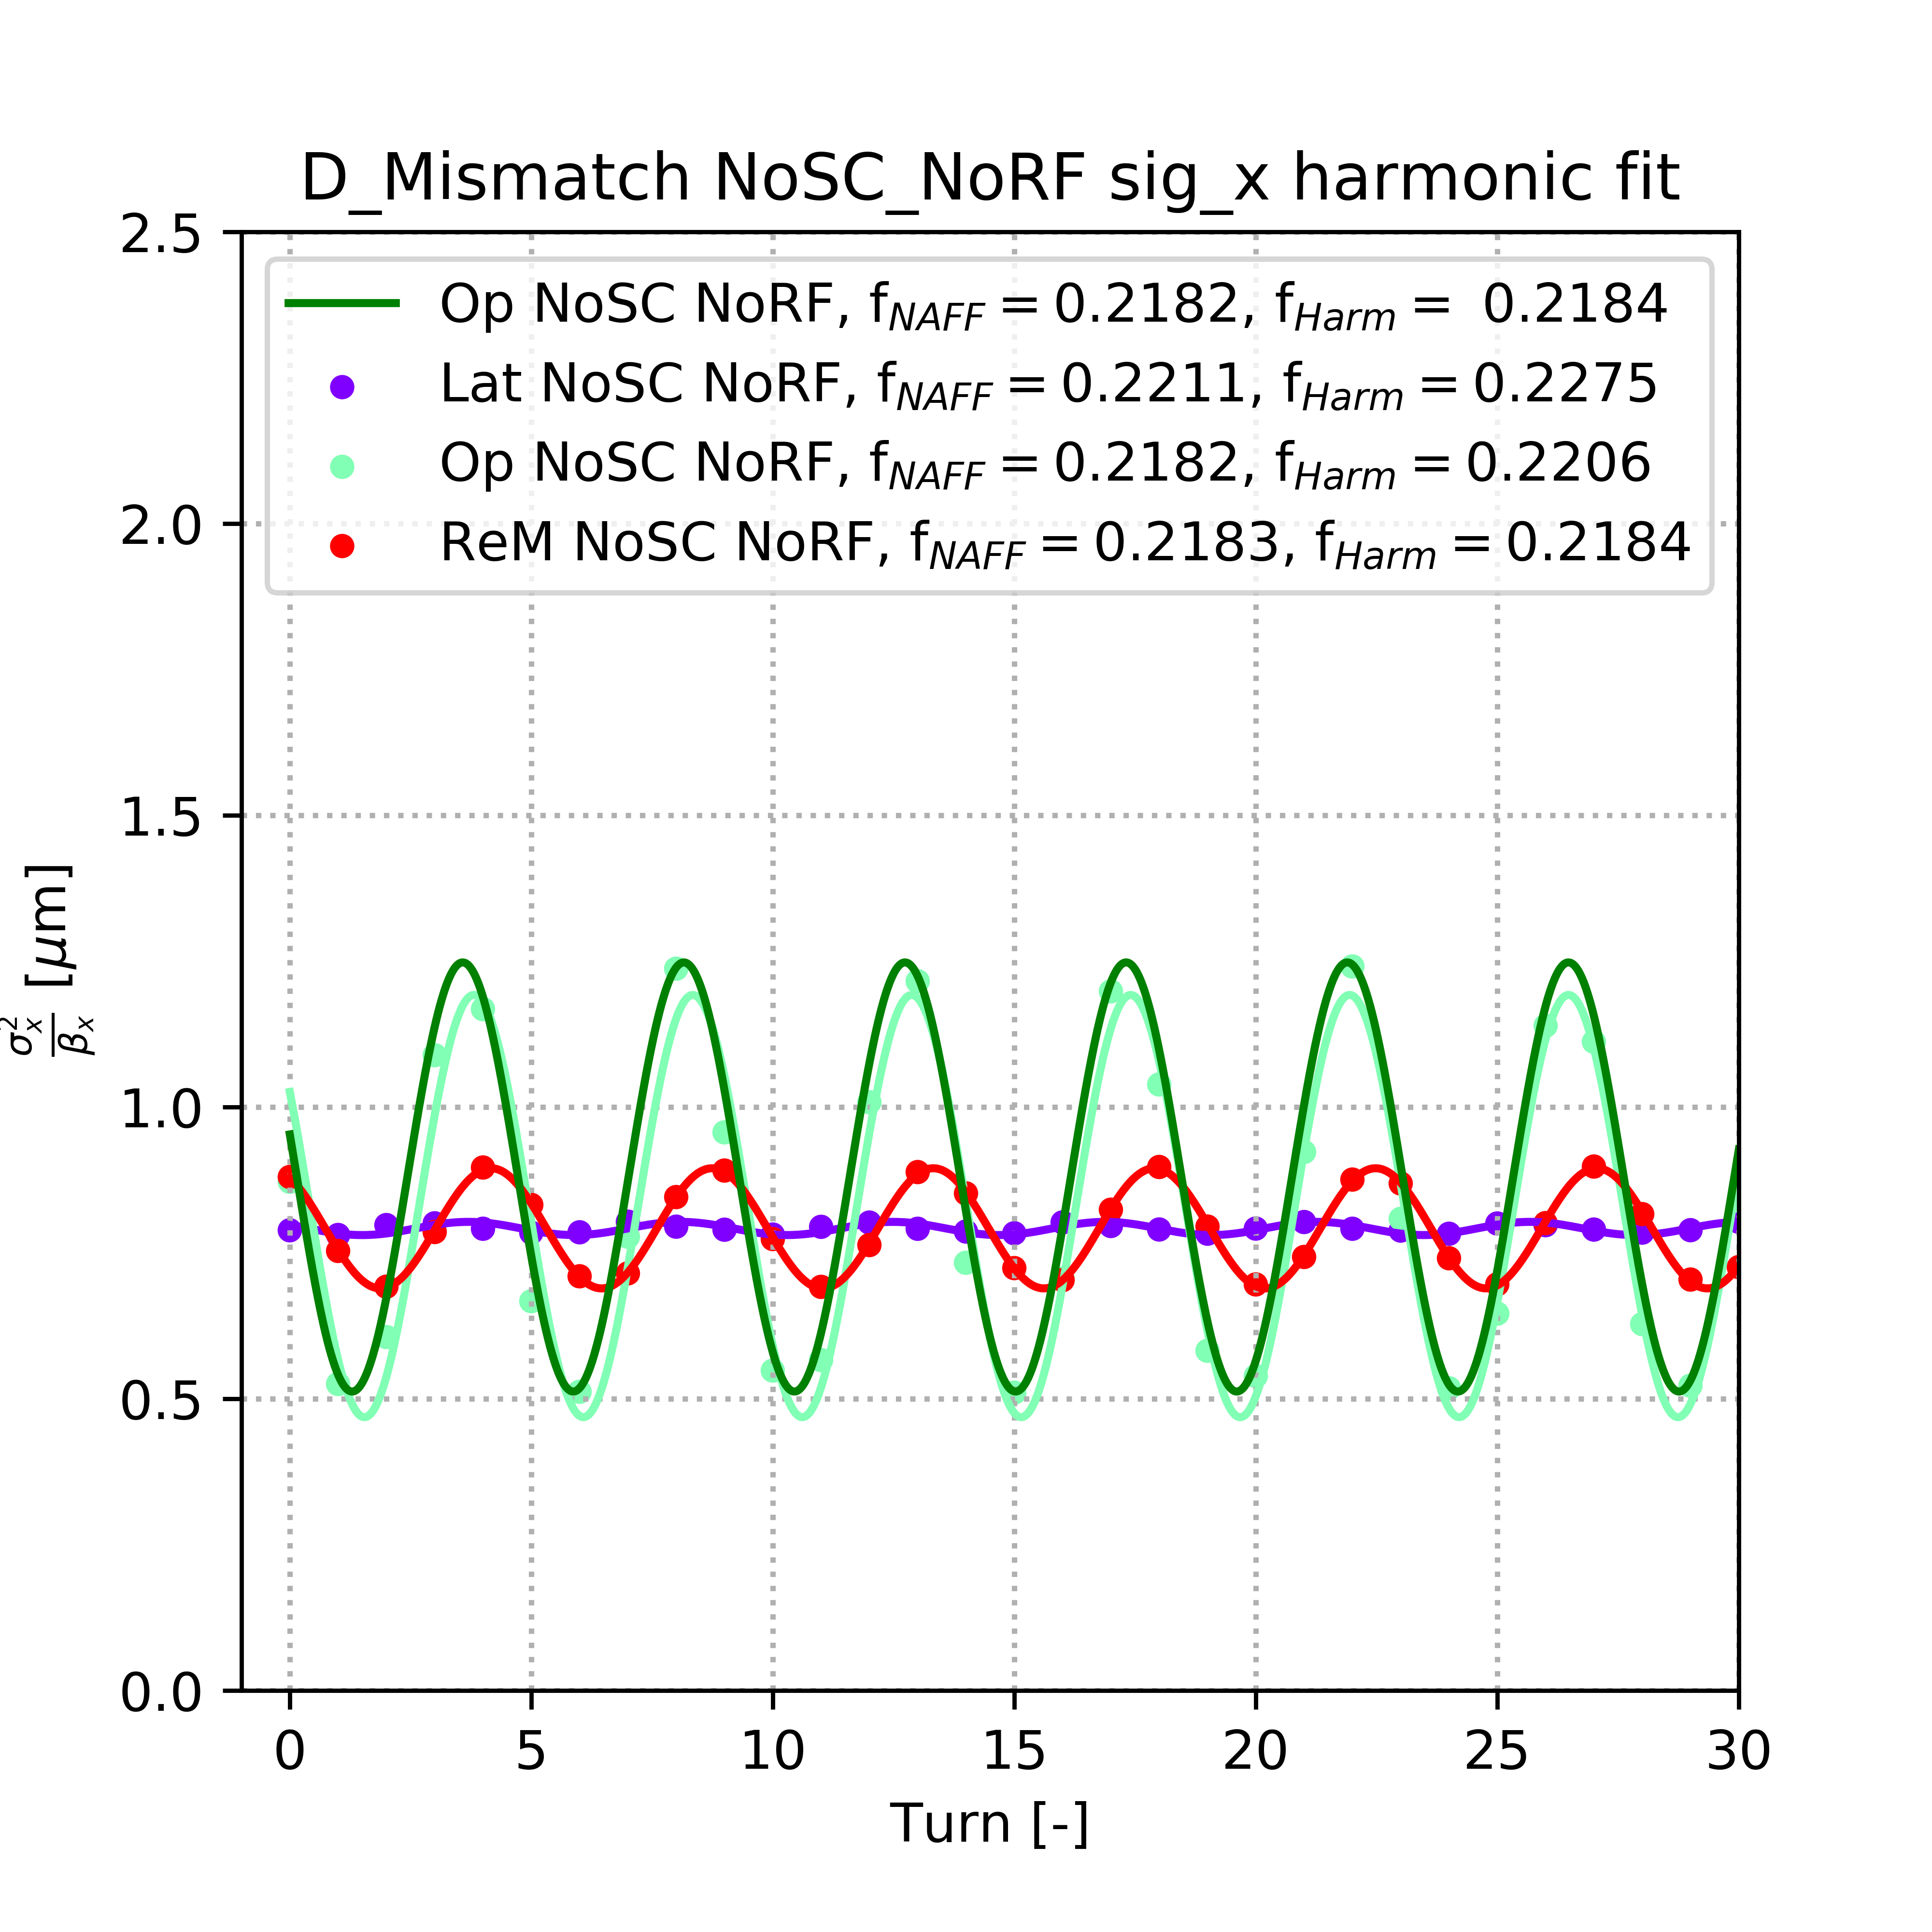 D_Mismatch NoSC_NoRF sig_x harmonic fit
2.5
Op NoSC NoRF, f_NAFF = 0.2182, f_Harm = 0.2184
Lat NoSC NoRF, f_NAFF = 0.2211, f_Harm = 0.2275
Op NoSC NoRF, f_NAFF = 0.2182, f_Harm = 0.2206
ReM NoSC NoRF, f_NAFF = 0.2183, f_Harm = 0.2184
2.0
1.5
1.0
0.5
0.0
σ²ₓ/βₓ [μm]
0 5 10 15 20 25 30
Turn [-]